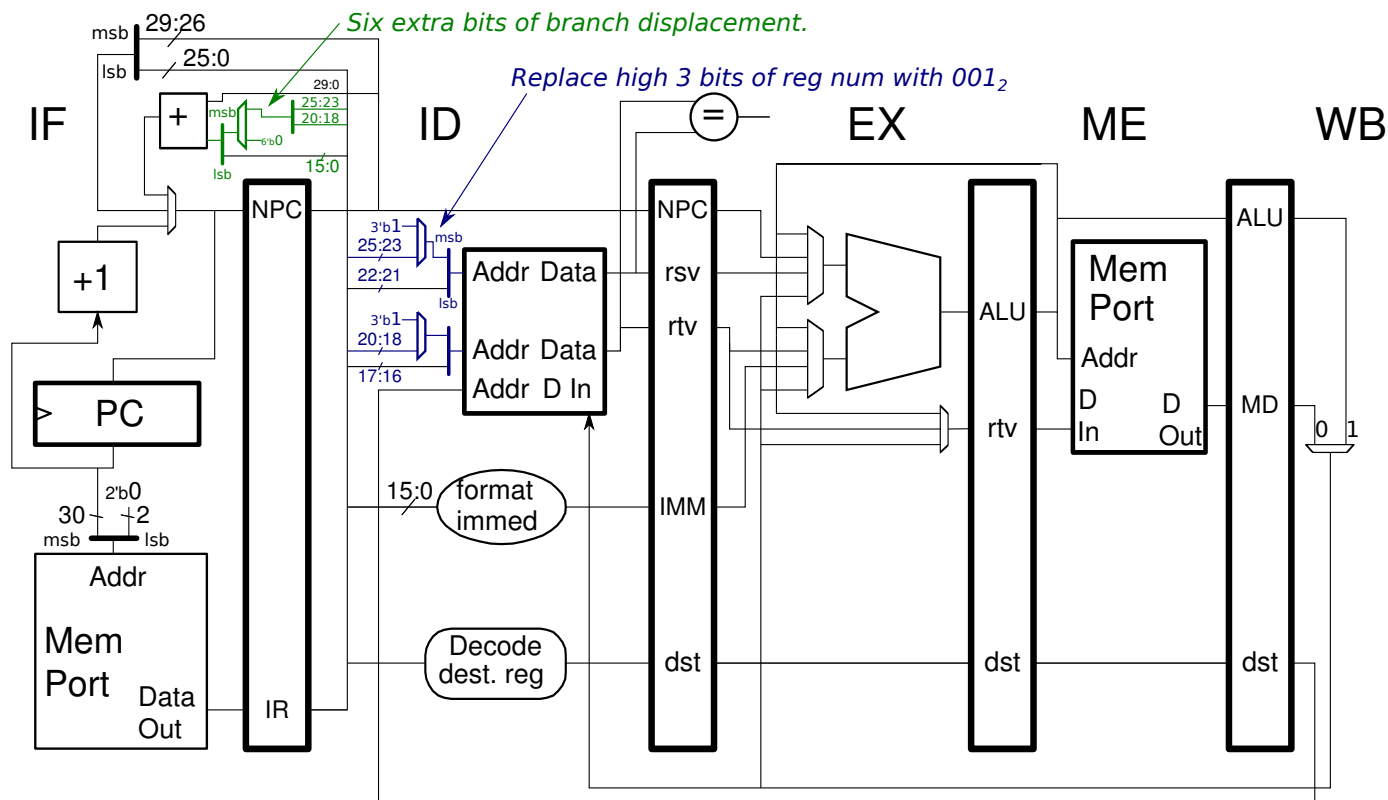 Six extra bits of branch displacement.
29:26
msb
25:0
lsb
Replace high 3 bits of reg num with 001₂
29:0
25:23
20:18
msb
+
6'b0
15:0
lsb
=
IF
ID
EX
ME
WB
NPC
NPC
ALU
3'b1
msb
25:23
22:21
lsb
Addr Data
rsv
+1
3'b1
20:18
17:16
Addr Data
Addr D In
rtv
ALU
Mem
Port
Addr
D
In
D
Out
PC
rtv
MD
0 1
2'b0
30
2
msb
lsb
15:0
format
immed
IMM
Addr
Mem
Port
Data
Out
IR
Decode
dest. reg
dst
dst
dst